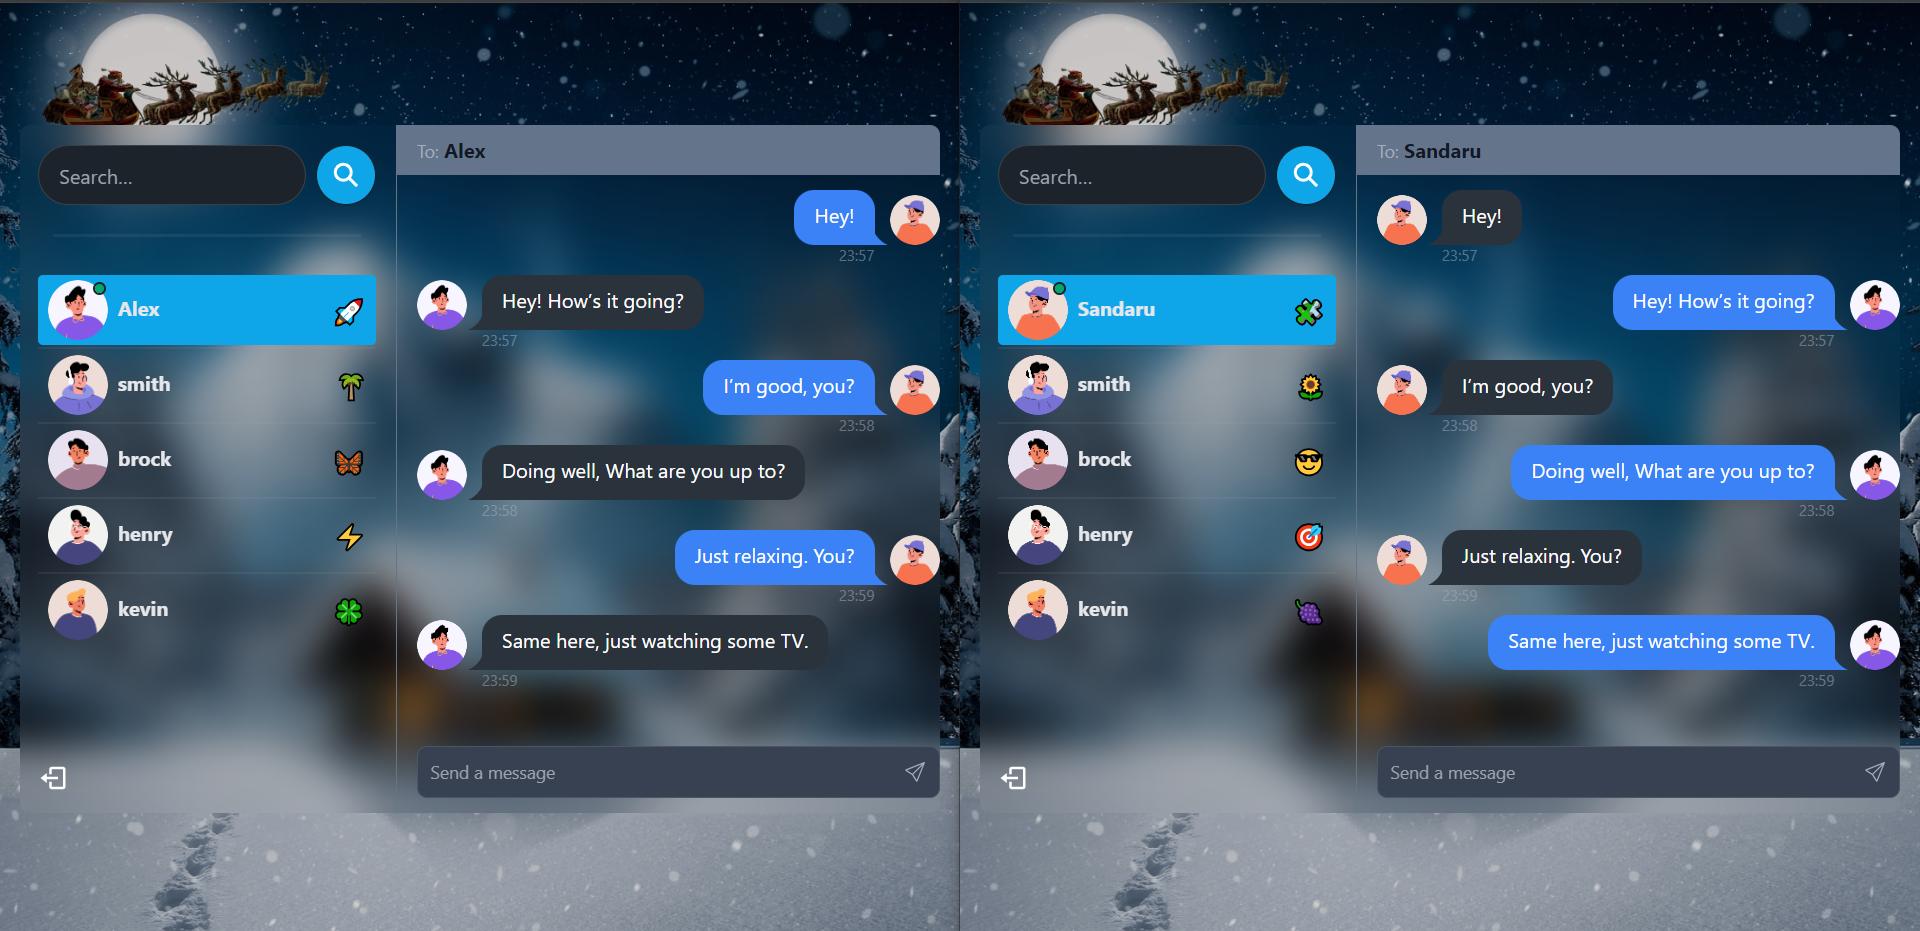 Search...
Alex
smith
brock
henry
kevin
To: Alex
Hey!
23:57
Hey! How's it going?
23:57
I'm good, you?
23:58
Doing well, What are you up to?
23:58
Just relaxing. You?
23:59
Same here, just watching some TV.
23:59
Send a message
Search...
Sandaru
smith
brock
henry
kevin
To: Sandaru
Hey!
23:57
Hey! How's it going?
23:57
I'm good, you?
23:58
Doing well, What are you up to?
23:58
Just relaxing. You?
23:59
Same here, just watching some TV.
23:59
Send a message